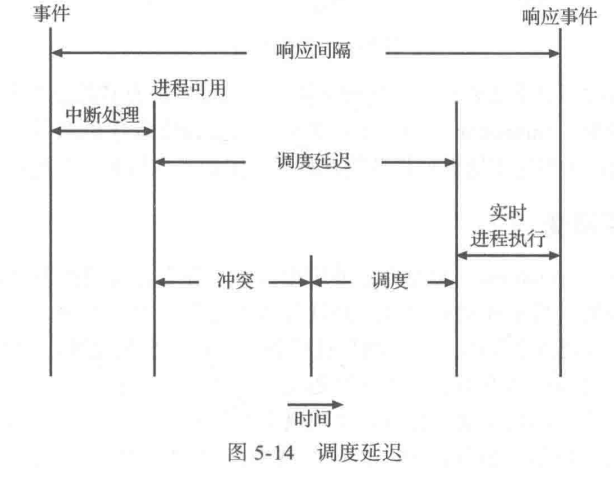 事件
响应事件
响应间隔
进程可用
中断处理
调度延迟
实时
进程执行
冲突
调度
时间
图 5-14 调度延迟